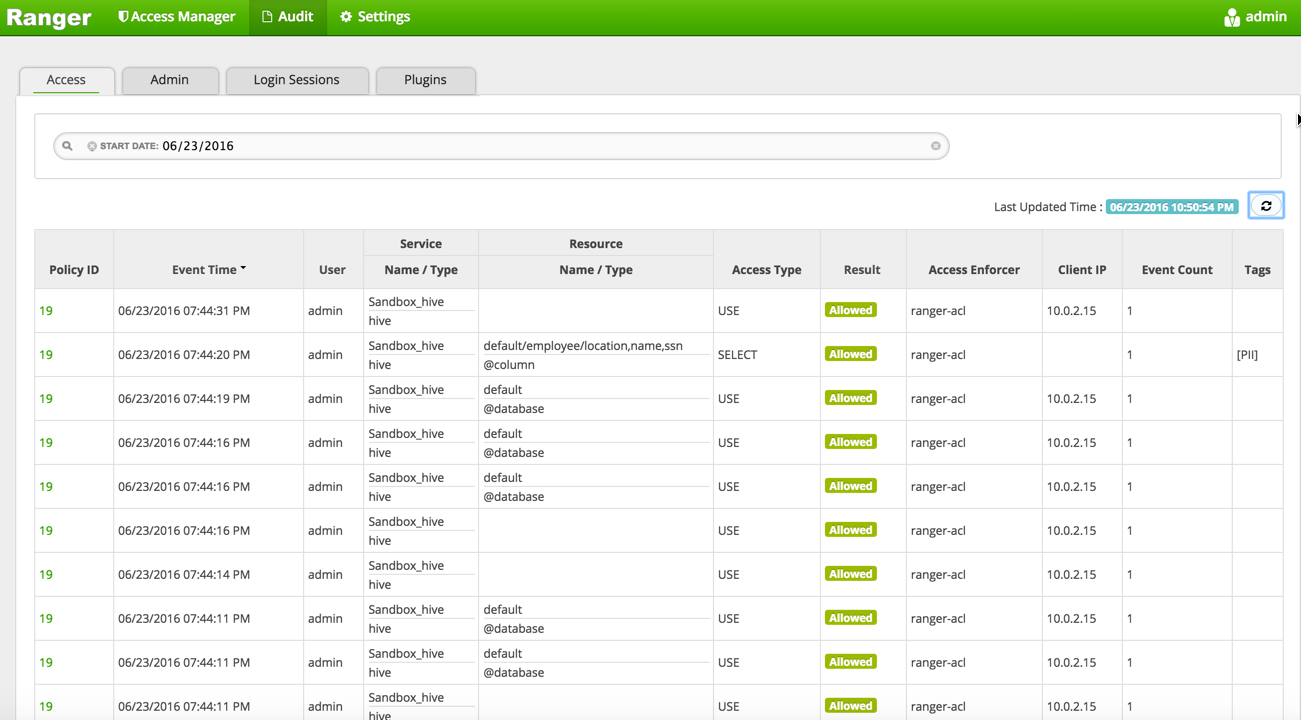 Ranger Access Manager Audit Settings admin
Access Admin Login Sessions Plugins
START DATE: 06/23/2016
Last Updated Time : 06/23/2016 10:50:54 PM
Service Resource
Policy ID Event Time User Name / Type Name / Type Access Type Result Access Enforcer Client IP Event Count Tags
19 06/23/2016 07:44:31 PM admin Sandbox_hive USE Allowed ranger-acl 10.0.2.15 1
hive
19 06/23/2016 07:44:20 PM admin Sandbox_hive default/employee/location,name,ssn SELECT Allowed ranger-acl 1 [PII]
hive @column
19 06/23/2016 07:44:19 PM admin Sandbox_hive default USE Allowed ranger-acl 10.0.2.15 1
hive @database
19 06/23/2016 07:44:16 PM admin Sandbox_hive default USE Allowed ranger-acl 10.0.2.15 1
hive @database
19 06/23/2016 07:44:16 PM admin Sandbox_hive default USE Allowed ranger-acl 10.0.2.15 1
hive @database
19 06/23/2016 07:44:16 PM admin Sandbox_hive USE Allowed ranger-acl 10.0.2.15 1
hive
19 06/23/2016 07:44:14 PM admin Sandbox_hive USE Allowed ranger-acl 10.0.2.15 1
hive
19 06/23/2016 07:44:11 PM admin Sandbox_hive default USE Allowed ranger-acl 10.0.2.15 1
hive @database
19 06/23/2016 07:44:11 PM admin Sandbox_hive default USE Allowed ranger-acl 10.0.2.15 1
hive @database
19 06/23/2016 07:44:11 PM admin Sandbox_hive USE Allowed ranger-acl 10.0.2.15 1
hive